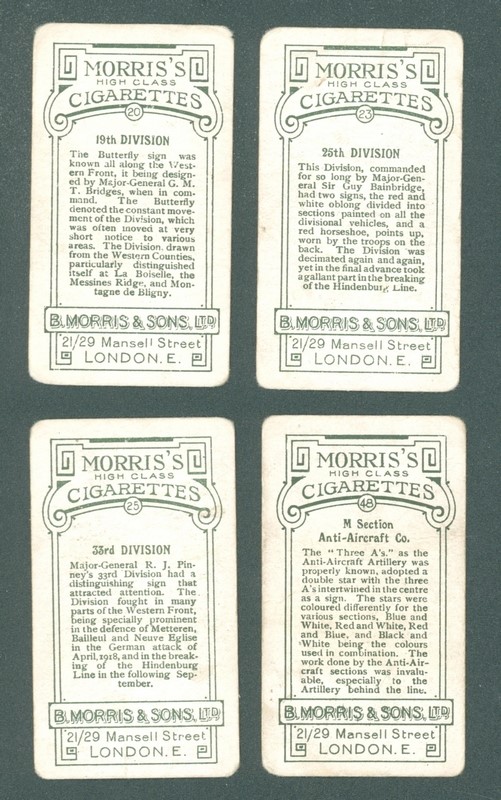 MORRIS'S
HIGH CLASS
CIGARETTES
20
19th DIVISION
The Butterfly sign was
known all along the West-
ern Front, it being design-
ed by Major-General G. M.
T. Bridges, when in com-
mand. The Butterfly
denoted the constant move-
ment of the Division, which
was often moved at very
short notice to various
areas. The Division, drawn
from the Western Counties,
particularly distinguished
itself at La Boiselle, the
Messines Ridge, and Mon-
tagne de Bligny.
B. MORRIS & SONS, LTD
21/29 Mansell Street
LONDON. E.
MORRIS'S
HIGH CLASS
CIGARETTES
23
25th DIVISION
This Division, commanded
for so long by Major-Gen-
eral Sir Guy Bainbridge,
had two signs, the red and
white oblong divided into
sections painted on all the
divisional vehicles, and a
red horseshoe, points up,
worn by the troops on the
back. The Division was
decimated again and again,
yet in the final advance took
a gallant part in the breaking
of the Hindenburg Line.
B. MORRIS & SONS, LTD
21/29 Mansell Street
LONDON. E.
MORRIS'S
HIGH CLASS
CIGARETTES
25
33rd DIVISION
Major-General R. J. Pin-
ney's 33rd Division had a
distinguishing sign that
attracted attention. The
Division fought in many
parts of the Western Front,
being specially prominent
in the defence of Metteren,
Bailleul and Neuve Eglise
in the German attack of
April, 1918, and in the break-
ing of the Hindenburg
Line in the following Sep-
tember.
B. MORRIS & SONS, LTD
21/29 Mansell Street
LONDON. E.
MORRIS'S
HIGH CLASS
CIGARETTES
48
M Section
Anti-Aircraft Co.
The "Three A's." as the
Anti-Aircraft Artillery was
properly known, adopted a
double star with the three
A's intertwined in the centre
as a sign. The stars were
coloured differently for the
various sections, Blue and
White, Red and White, Red
and Blue, and Black and
White being the colours
used in combination. The
work done by the Anti-Air-
craft sections was invalu-
able, especially to the
Artillery behind the line.
B. MORRIS & SONS, LTD
21/29 Mansell Street
LONDON. E.